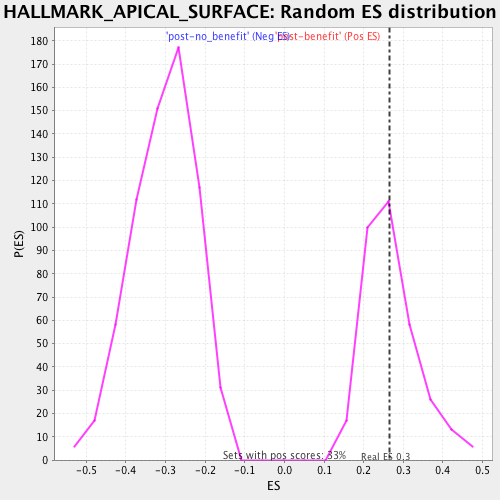 HALLMARK_APICAL_SURFACE: Random ES distribution
'post-no_benefit' (Neg ES)
'post-benefit' (Pos ES)
180
170
160
150
140
130
120
110
100
90
80
70
60
50
40
30
20
10
0
P(ES)
Sets with pos scores: 33%
Real ES 0.3
-0.5 -0.4 -0.3 -0.2 -0.1 0.0 0.1 0.2 0.3 0.4 0.5
ES